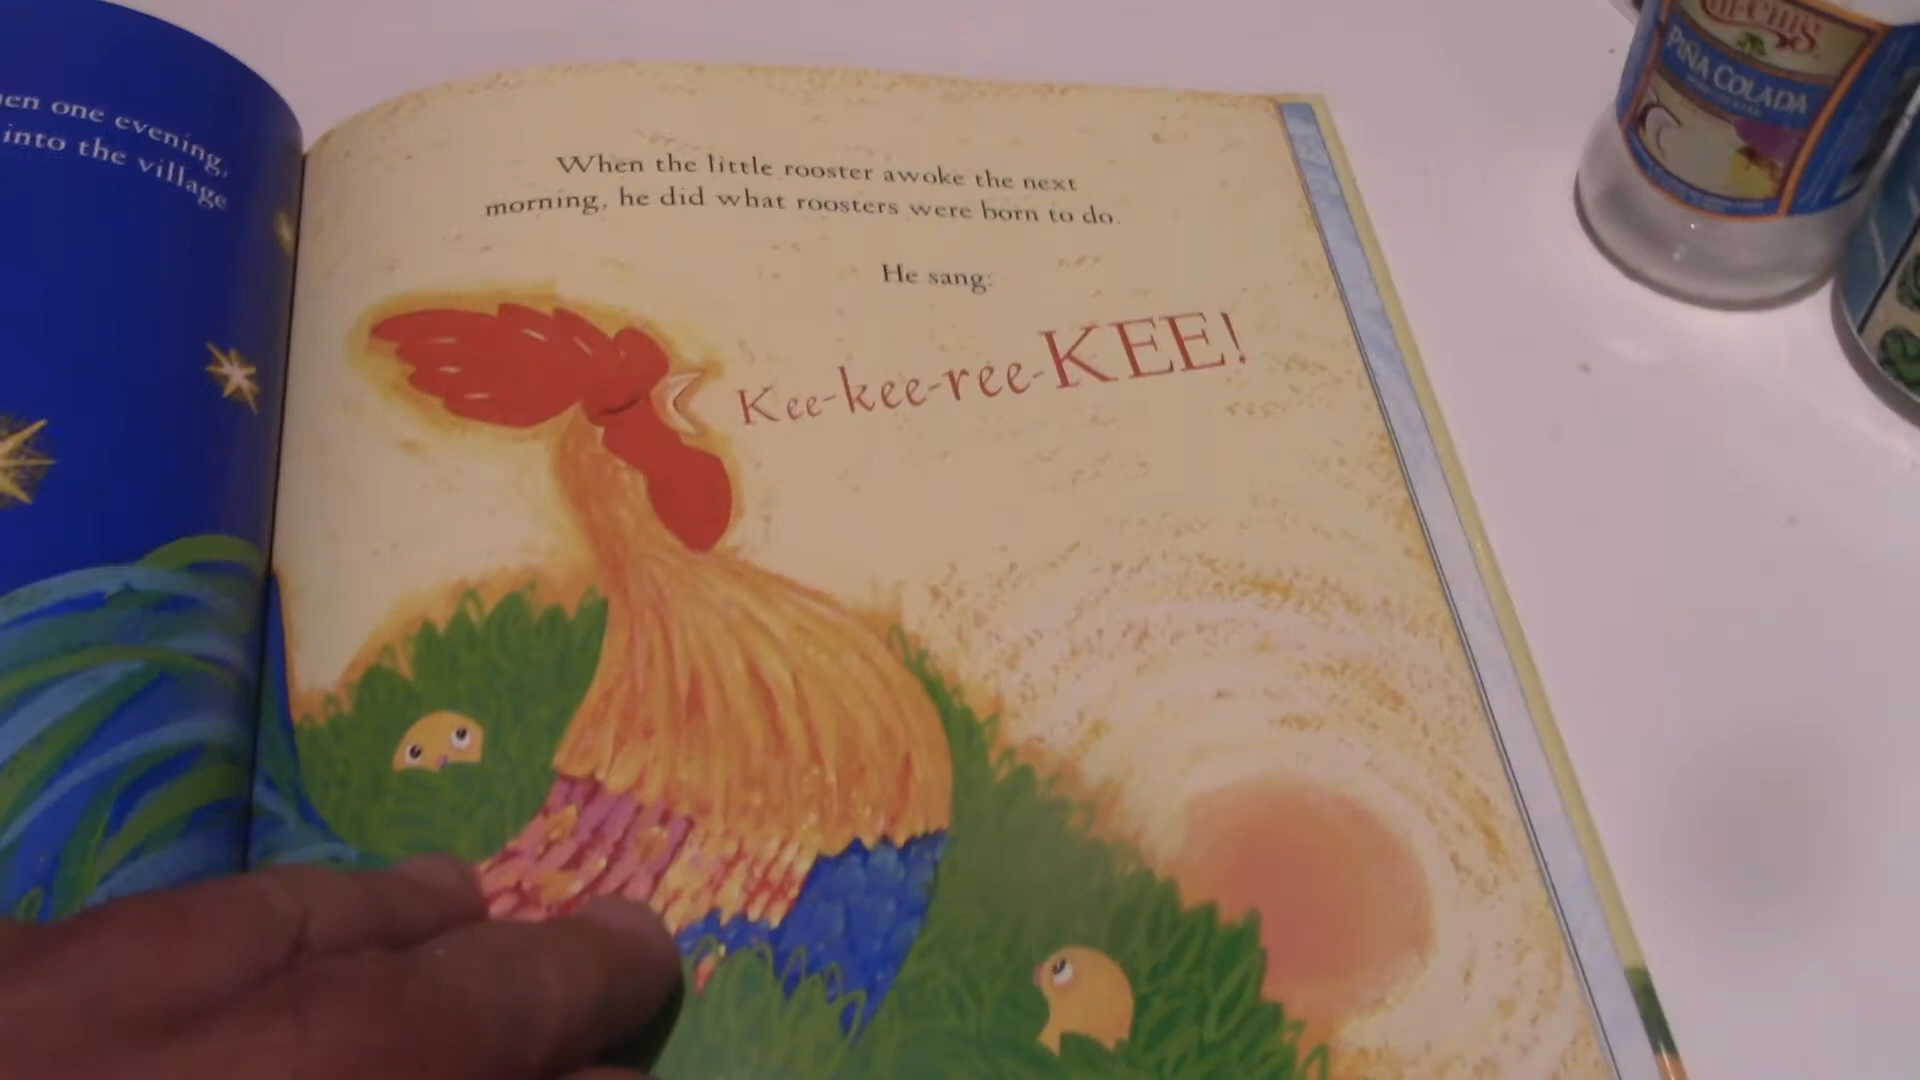 one evening,
into the village
When the little rooster awoke the next
morning, he did what roosters were born to do.
He sang:
Kee-kee-ree-KEE!
PIÑA COLADA